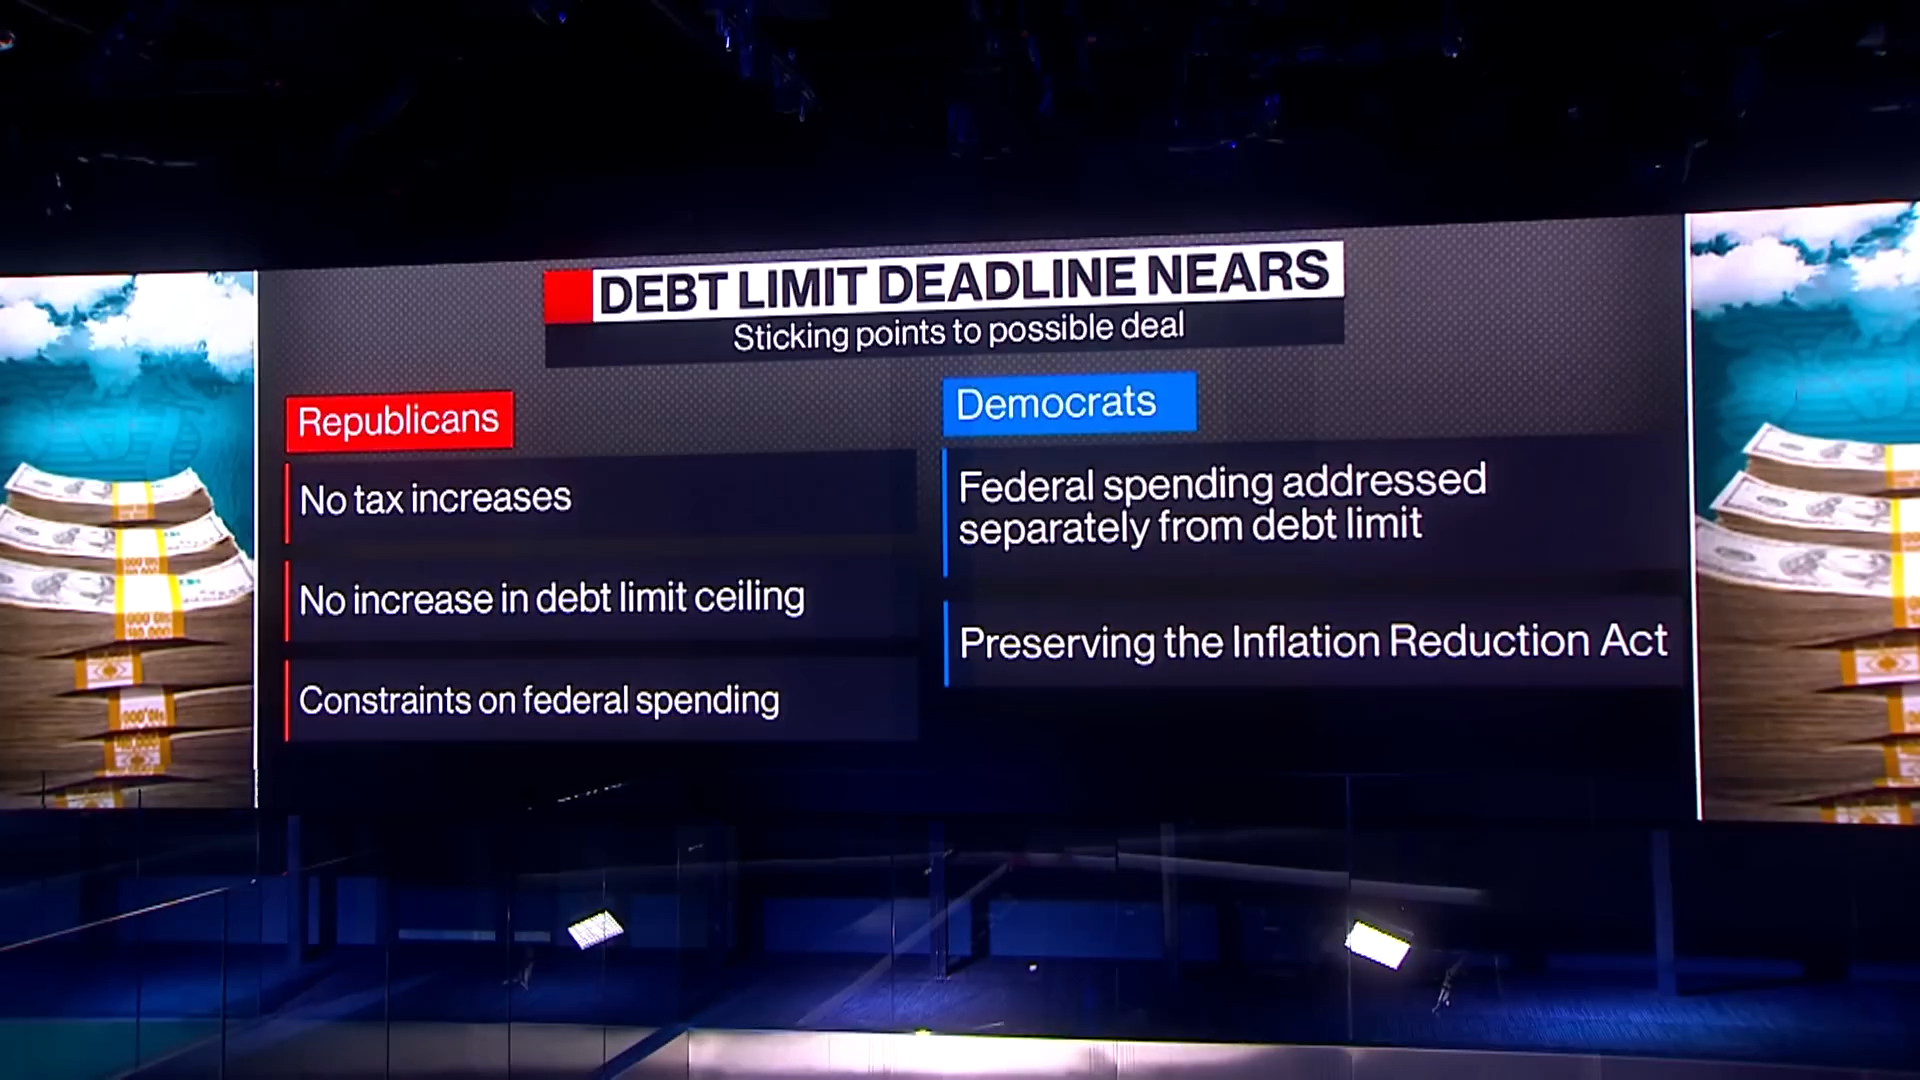 DEBT LIMIT DEADLINE NEARS
Sticking points to possible deal
Republicans
No tax increases
No increase in debt limit ceiling
Constraints on federal spending
Democrats
Federal spending addressed
separately from debt limit
Preserving the Inflation Reduction Act